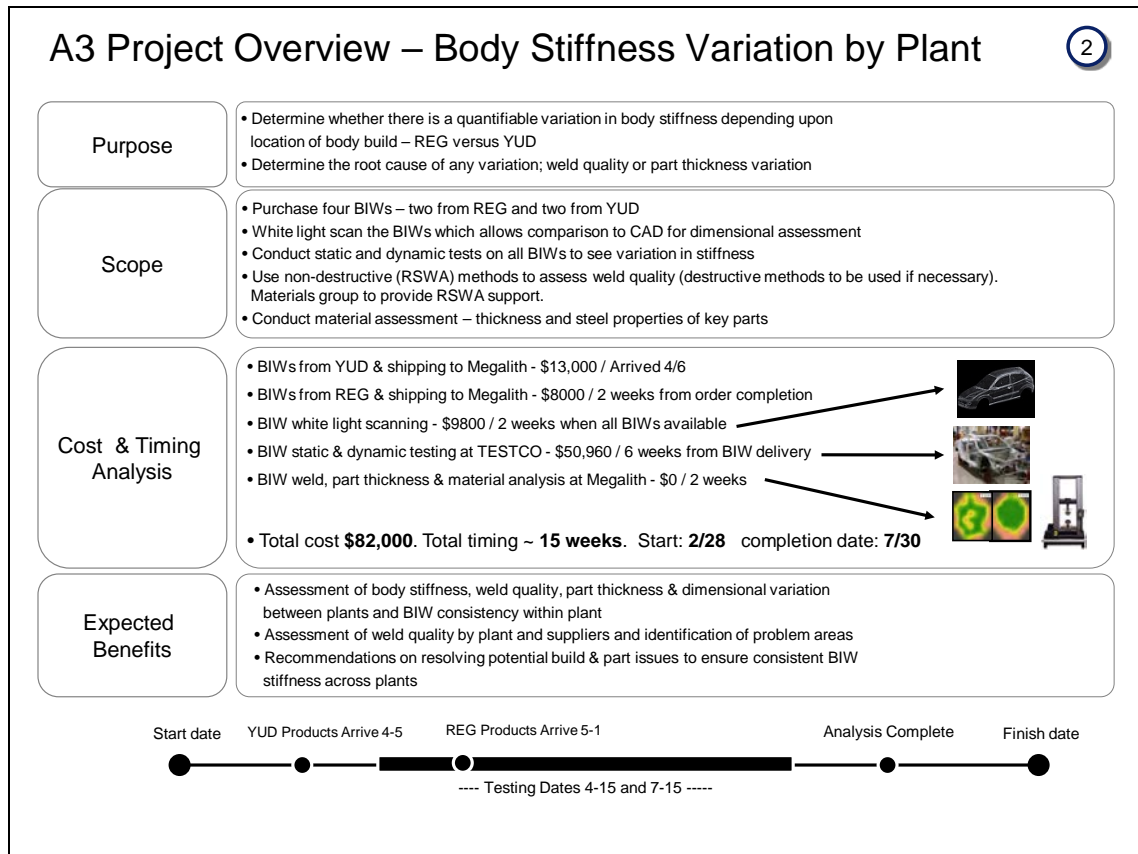 A3 Project Overview – Body Stiffness Variation by Plant
2
Purpose
• Determine whether there is a quantifiable variation in body stiffness depending upon
location of body build – REG versus YUD
• Determine the root cause of any variation; weld quality or part thickness variation
Scope
• Purchase four BIWs – two from REG and two from YUD
• White light scan the BIWs which allows comparison to CAD for dimensional assessment
• Conduct static and dynamic tests on all BIWs to see variation in stiffness
• Use non-destructive (RSWA) methods to assess weld quality (destructive methods to be used if necessary).
Materials group to provide RSWA support.
• Conduct material assessment – thickness and steel properties of key parts
Cost & Timing
Analysis
• BIWs from YUD & shipping to Megalith - $13,000 / Arrived 4/6
• BIWs from REG & shipping to Megalith - $8000 / 2 weeks from order completion
• BIW white light scanning - $9800 / 2 weeks when all BIWs available
• BIW static & dynamic testing at TESTCO - $50,960 / 6 weeks from BIW delivery
• BIW weld, part thickness & material analysis at Megalith - $0 / 2 weeks
• Total cost $82,000. Total timing ~ 15 weeks. Start: 2/28 completion date: 7/30
Expected
Benefits
• Assessment of body stiffness, weld quality, part thickness & dimensional variation
between plants and BIW consistency within plant
• Assessment of weld quality by plant and suppliers and identification of problem areas
• Recommendations on resolving potential build & part issues to ensure consistent BIW
stiffness across plants
Start date
YUD Products Arrive 4-5
REG Products Arrive 5-1
Analysis Complete
Finish date
---- Testing Dates 4-15 and 7-15 -----